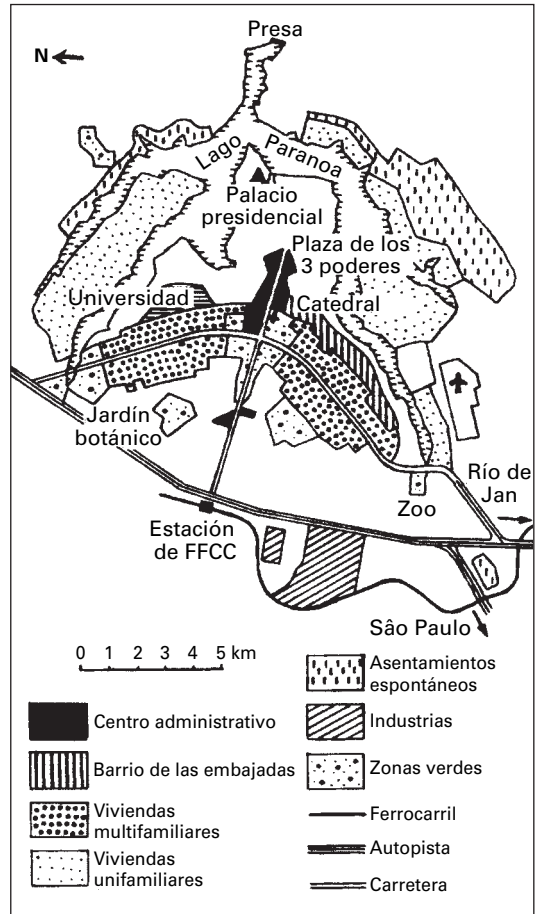 Presa
N
Lago Paranoa
Palacio
presidencial
Plaza de los
3 poderes
Universidad
Catedral
Jardín
botánico
Río de
Jan
Zoo
Estación
de FFCC
Sâo Paulo
0 1 2 3 4 5 km
Centro administrativo
Barrio de las embajadas
Viviendas
multifamiliares
Viviendas
unifamiliares
Asentamientos
espontáneos
Industrias
Zonas verdes
Ferrocarril
Autopista
Carretera